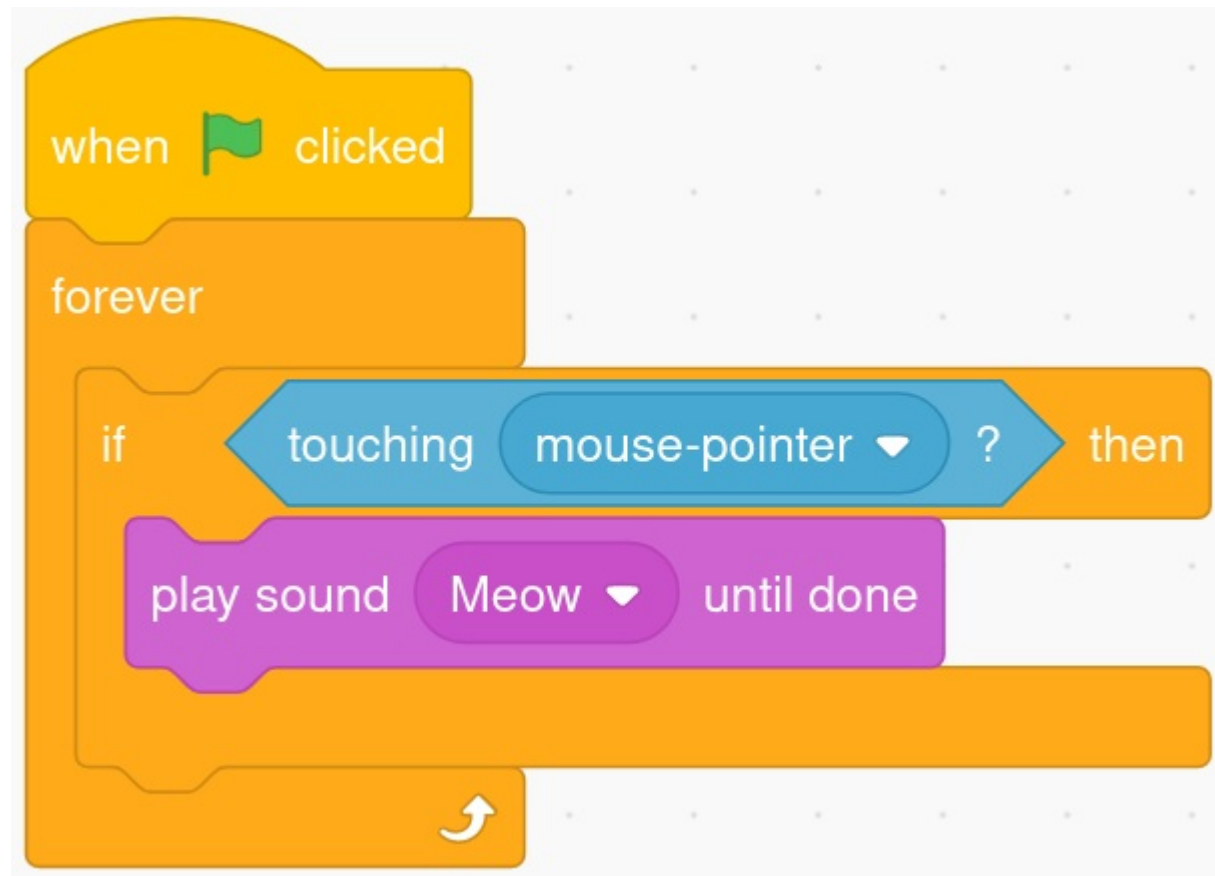 when clicked
forever
if touching mouse-pointer ? then
play sound Meow until done